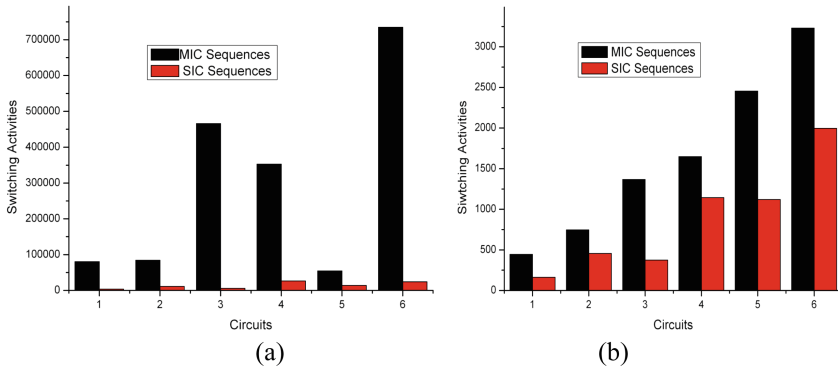 Switching Activities
700000
600000
500000
400000
300000
200000
100000
0
MIC Sequences
SIC Sequences
1 2 3 4 5 6
Circuits
(a)
Siwtching Activities
3000
2500
2000
1500
1000
500
0
MIC Sequences
SIC Sequences
1 2 3 4 5 6
Circuits
(b)